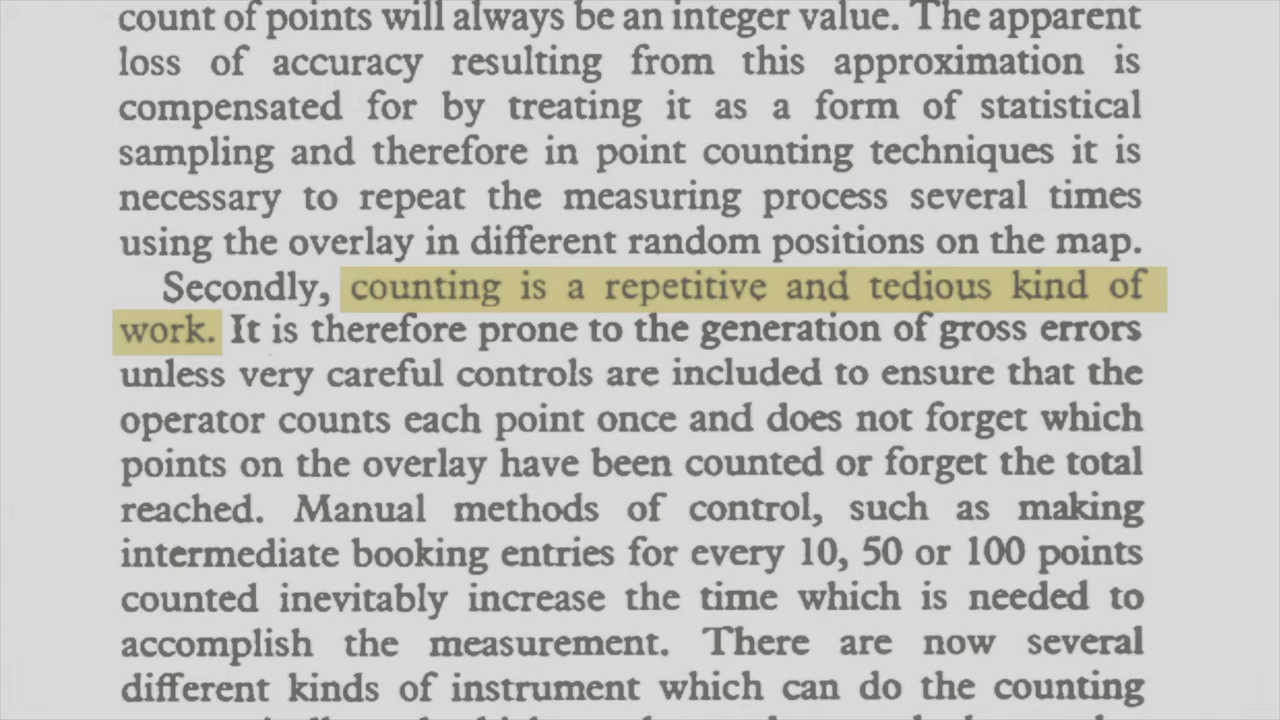 count of points will always be an integer value. The apparent
loss of accuracy resulting from this approximation is
compensated for by treating it as a form of statistical
sampling and therefore in point counting techniques it is
necessary to repeat the measuring process several times
using the overlay in different random positions on the map.
Secondly, counting is a repetitive and tedious kind of
work. It is therefore prone to the generation of gross errors
unless very careful controls are included to ensure that the
operator counts each point once and does not forget which
points on the overlay have been counted or forget the total
reached. Manual methods of control, such as making
intermediate booking entries for every 10, 50 or 100 points
counted inevitably increase the time which is needed to
accomplish the measurement. There are now several
different kinds of instrument which can do the counting